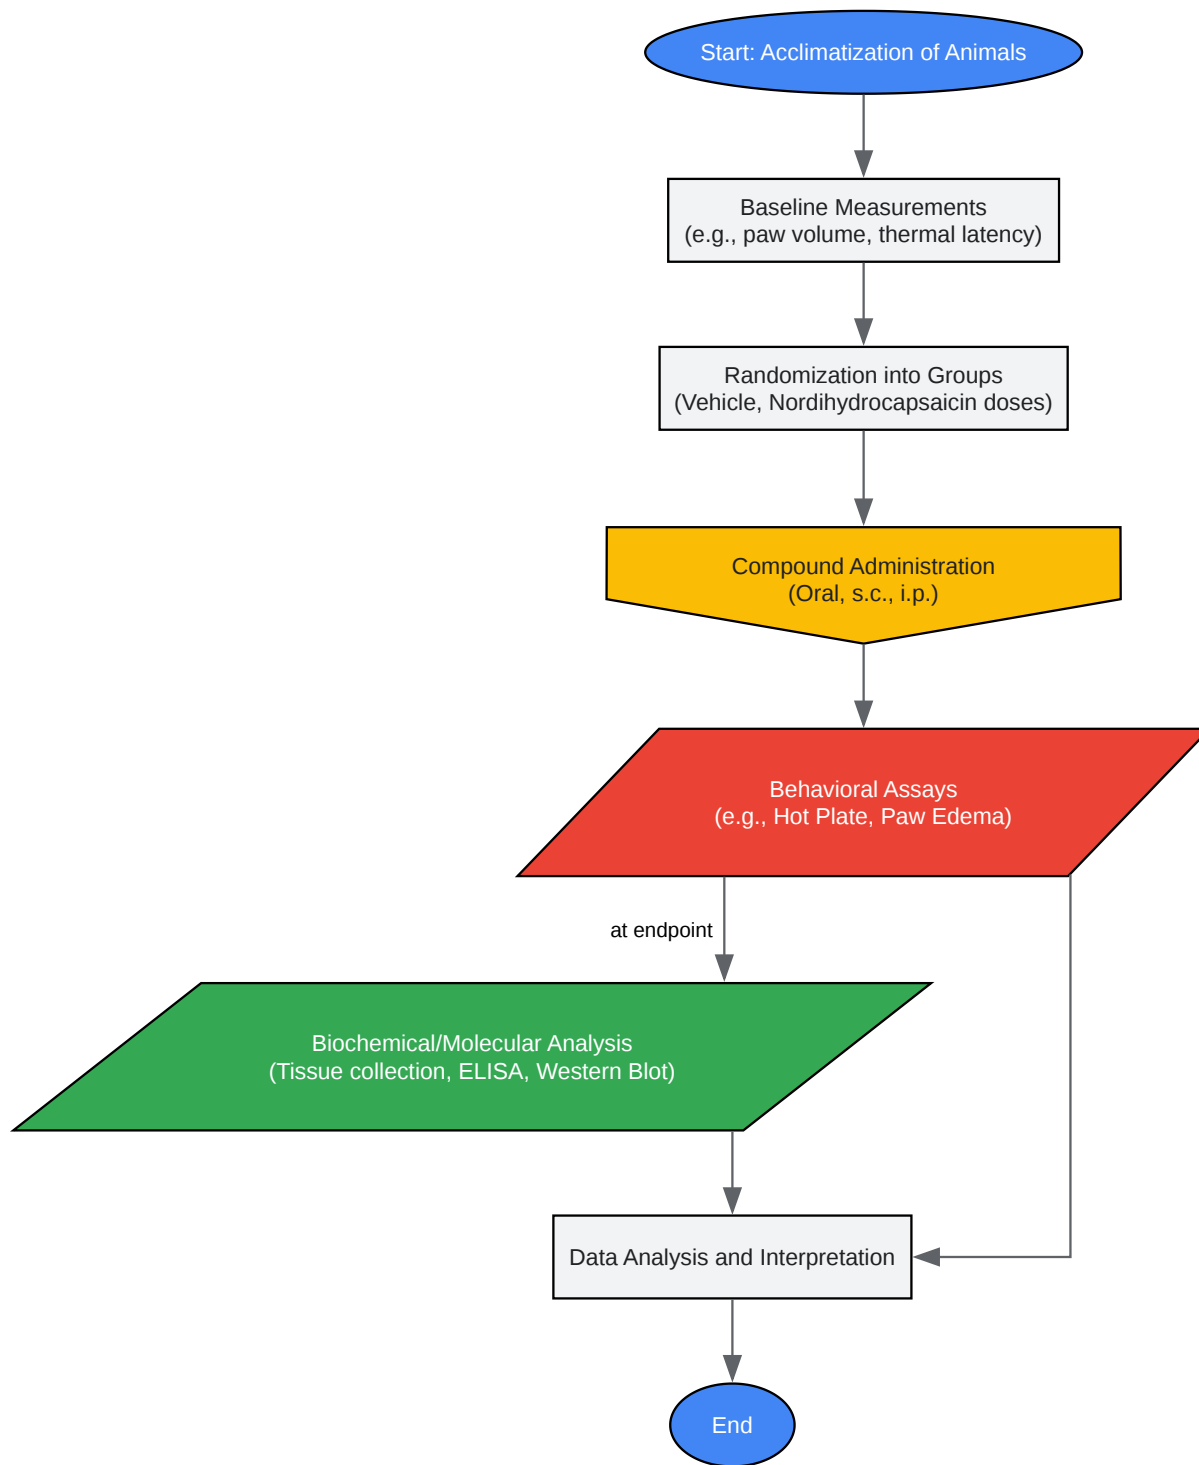 Start: Acclimatization of Animals
Baseline Measurements
(e.g., paw volume, thermal latency)
Randomization into Groups
(Vehicle, Nordihydrocapsaicin doses)
Compound Administration
(Oral, s.c., i.p.)
Behavioral Assays
(e.g., Hot Plate, Paw Edema)
at endpoint
Biochemical/Molecular Analysis
(Tissue collection, ELISA, Western Blot)
Data Analysis and Interpretation
End